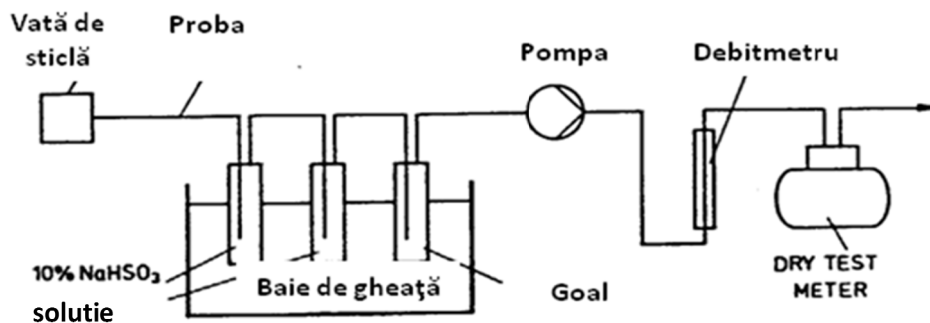 Vată de
sticlă
Proba
Pompa
Debitmetru
10% NaHSO₃
solutie
Baie de gheaţă
Goal
DRY TEST
METER